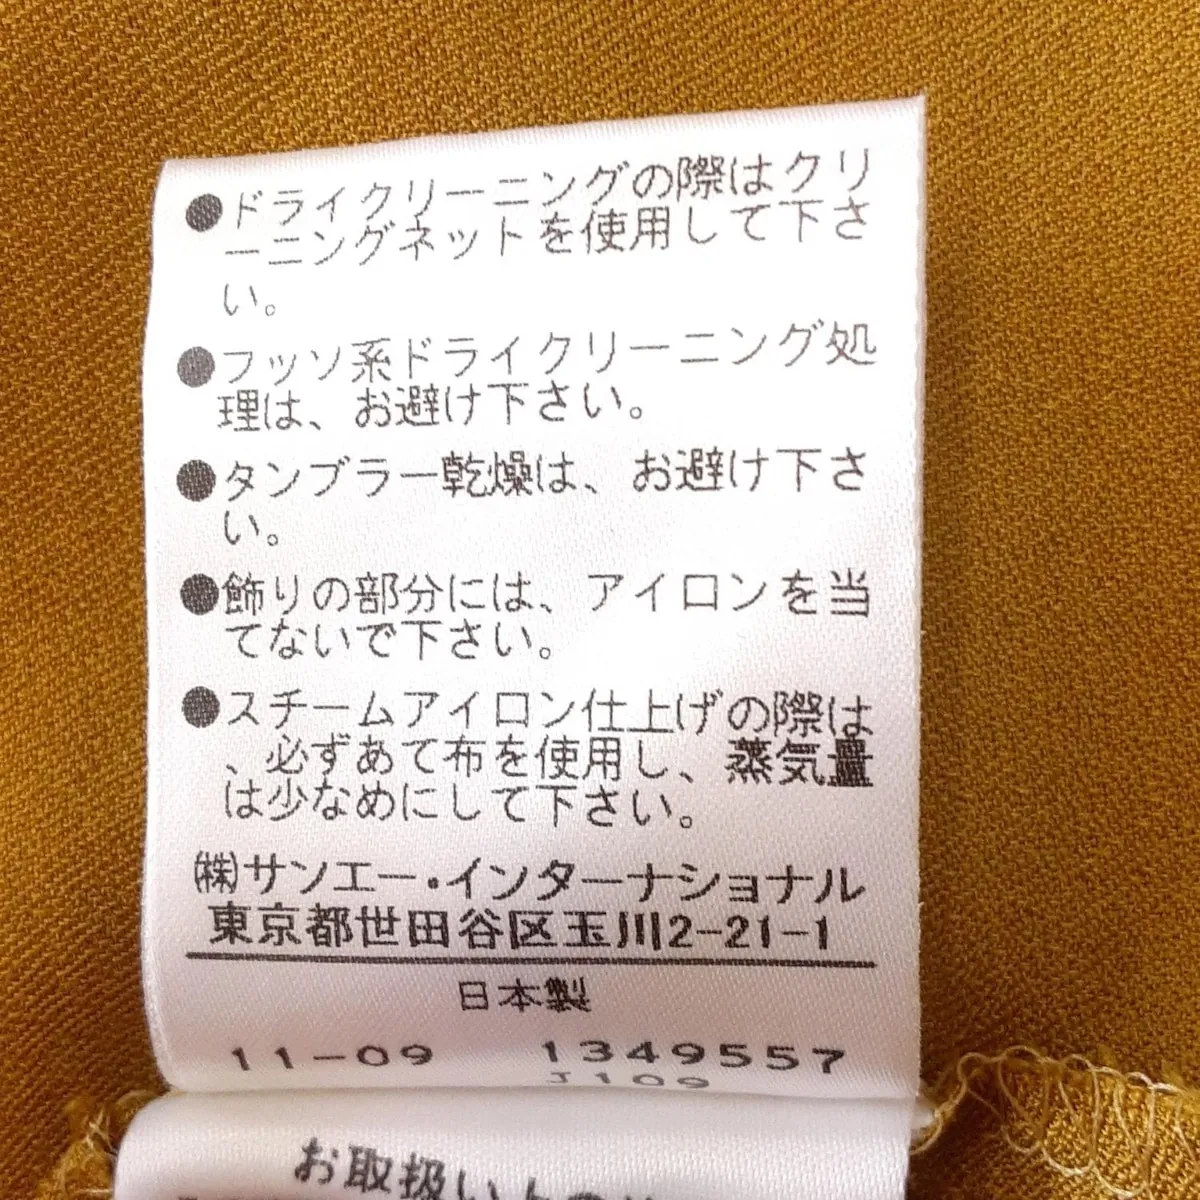 ●ドライクリーニングの際はクリ
ーニングネットを使用して下さ
い。
●フッソ系ドライクリーニング処
理は、お避け下さい。
●タンブラー乾燥は、お避け下さ
い。
●飾りの部分には、アイロンを当
てないで下さい。
●スチームアイロン仕上げの際は
、必ずあて布を使用し、蒸気量
は少なめにして下さい。
㈱サンエー・インターナショナル
東京都世田谷区玉川2-21-1
日本製
11-09 1349557
J109
お取扱い上の